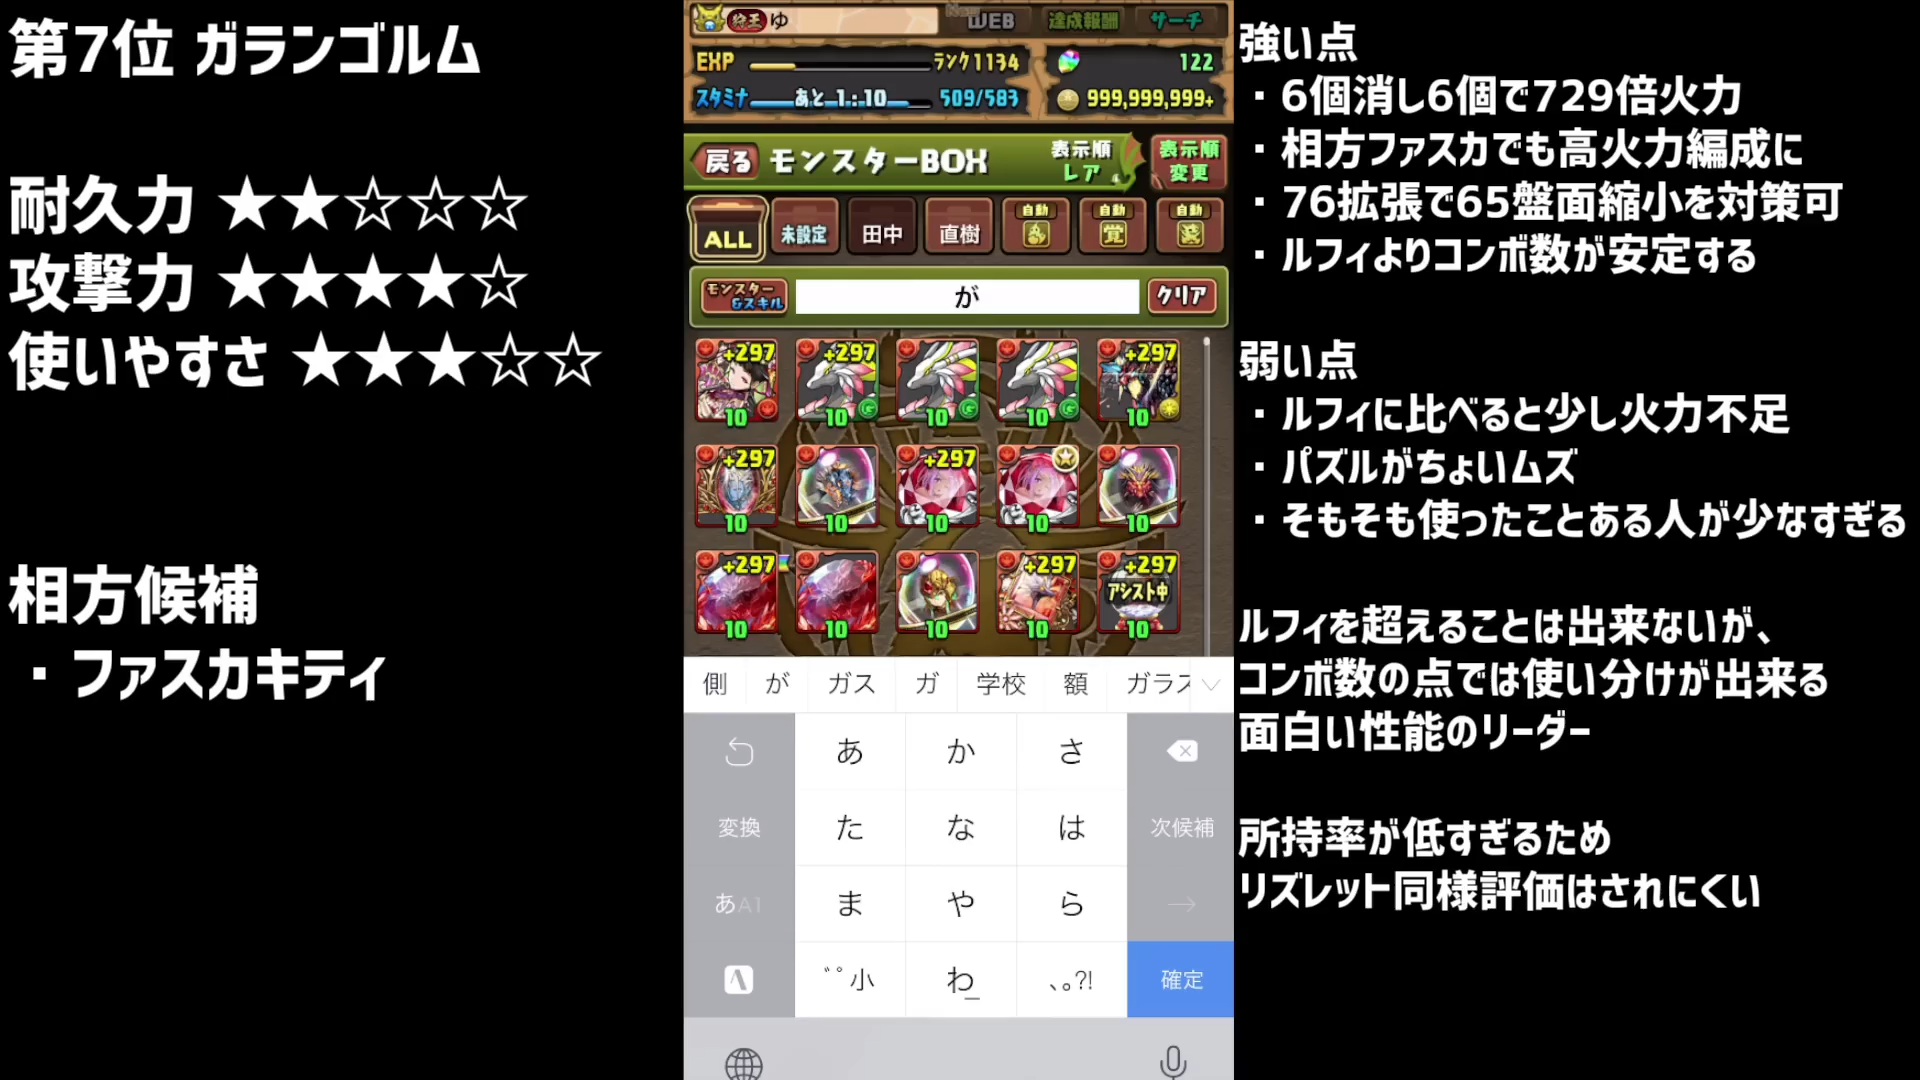 第7位 ガランゴルム
耐久力 ★★☆☆☆
攻撃力 ★★★★☆
使いやすさ ★★★☆☆
相方候補
・ファスカキティ
ゆ
WEB
達成報酬
サーチ
EXP
ランク1134
122
スタミナ
あと 1:10
509/583
999,999,999+
戻る
モンスターBOX
表示順
レア
表示順
変更
ALL
未設定
田中
直樹
自動
自動
覚
自動
モンスター
&スキル
が
クリア
+297 +297 +297
10 10 10 10 10
+297 +297
10 10 10 10 10
+297 +297 +297
アシスト中
10 10 10 10 10
側 が ガス ガ 学校 額 ガラス
あ か さ
変換 た な は 次候補
あA1 ま や ら →
゛゜小 わ_ 、。?! 確定
強い点
・6個消し6個で729倍火力
・相方ファスカでも高火力編成に
・76拡張で65盤面縮小を対策可
・ルフィよりコンボ数が安定する
弱い点
・ルフィに比べると少し火力不足
・パズルがちょいムズ
・そもそも使ったことある人が少なすぎる
ルフィを超えることは出来ないが、
コンボ数の点では使い分けが出来る
面白い性能のリーダー
所持率が低すぎるため
リズレット同様評価はされにくい